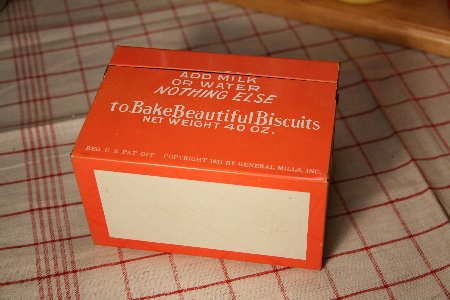 ADD MILK
OR WATER
NOTHING ELSE
to Bake Beautiful Biscuits
NET WEIGHT 40 OZ.
REG. U.S. PAT. OFF. COPYRIGHT 1931 BY GENERAL MILLS, INC.